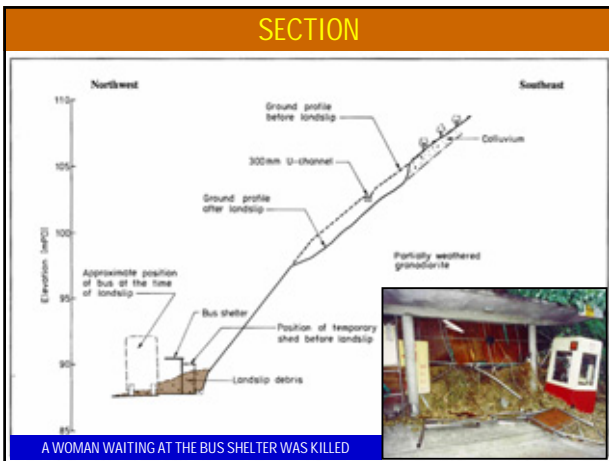 SECTION
Northwest
Southeast
110
Ground profile
before landslip
Colluvium
105
300mm U-channel
Ground profile
after landslip
Elevation (mPD)
100
Partially weathered
granodiorite
Approximate position
of bus at the time
of landslip
95
Bus shelter
Position of temporary
shed before landslip
90
Landslip debris
85
A WOMAN WAITING AT THE BUS SHELTER WAS KILLED